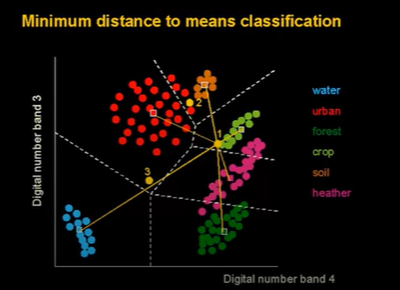 Minimum distance to means classification
Digital number band 3
2
1
3
water
urban
forest
crop
soil
heather
Digital number band 4